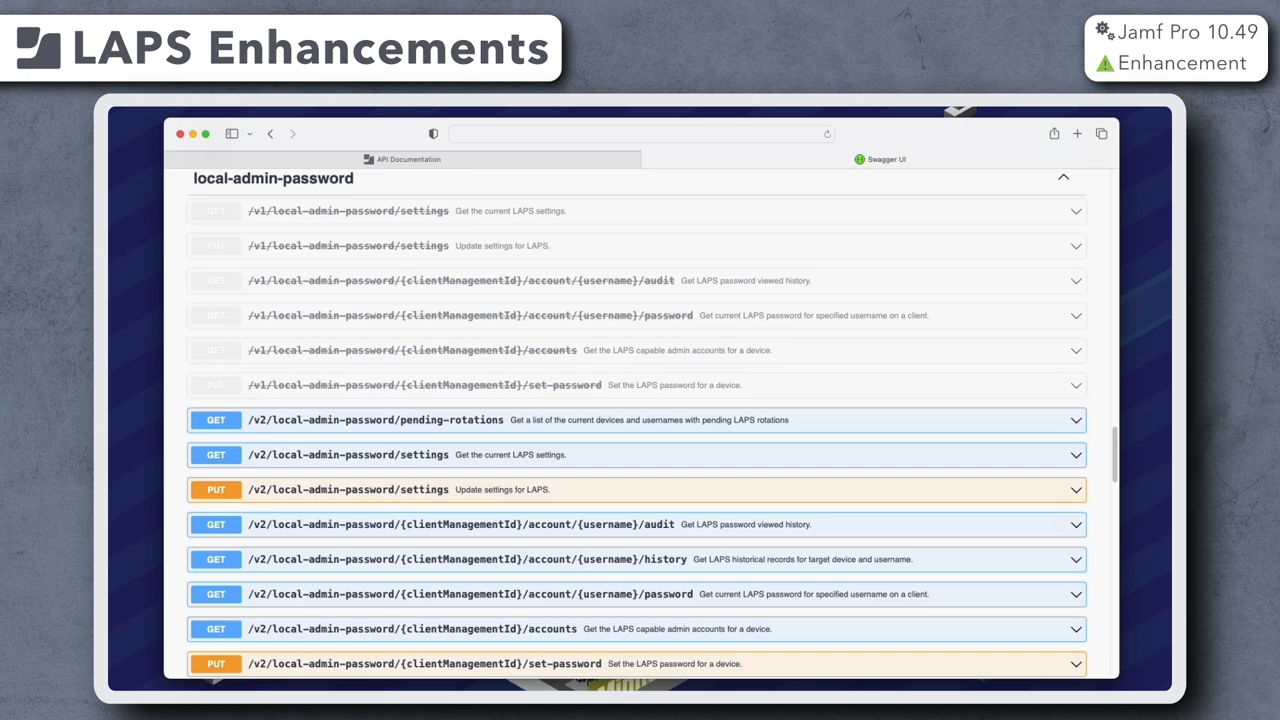 LAPS Enhancements
Jamf Pro 10.49
Enhancement
API Documentation
Swagger UI
local-admin-password
GET /v1/local-admin-password/settings Get the current LAPS settings.
PUT /v1/local-admin-password/settings Update settings for LAPS.
GET /v1/local-admin-password/{clientManagementId}/account/{username}/audit Get LAPS password viewed history.
GET /v1/local-admin-password/{clientManagementId}/account/{username}/password Get current LAPS password for specified username on a client.
GET /v1/local-admin-password/{clientManagementId}/accounts Get the LAPS capable admin accounts for a device.
PUT /v1/local-admin-password/{clientManagementId}/set-password Set the LAPS password for a device.
GET /v2/local-admin-password/pending-rotations Get a list of the current devices and usernames with pending LAPS rotations
GET /v2/local-admin-password/settings Get the current LAPS settings.
PUT /v2/local-admin-password/settings Update settings for LAPS.
GET /v2/local-admin-password/{clientManagementId}/account/{username}/audit Get LAPS password viewed history.
GET /v2/local-admin-password/{clientManagementId}/account/{username}/history Get LAPS historical records for target device and username.
GET /v2/local-admin-password/{clientManagementId}/account/{username}/password Get current LAPS password for specified username on a client.
GET /v2/local-admin-password/{clientManagementId}/accounts Get the LAPS capable admin accounts for a device.
PUT /v2/local-admin-password/{clientManagementId}/set-password Set the LAPS password for a device.